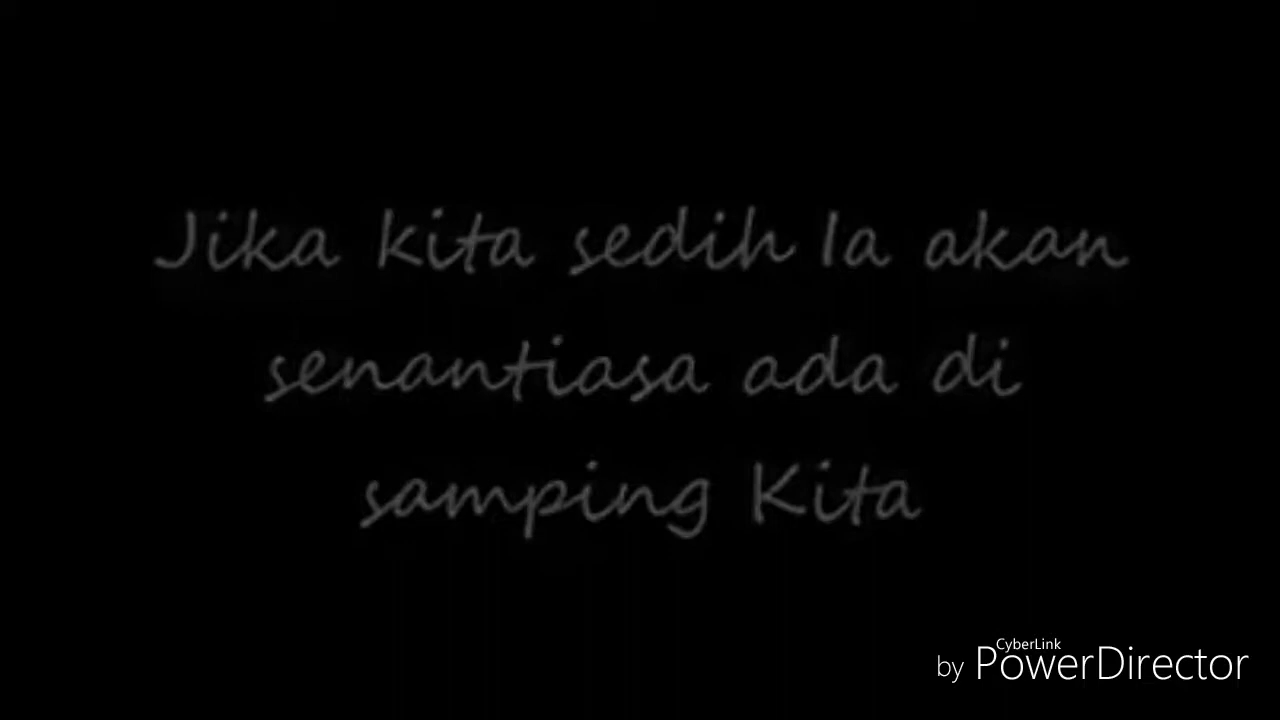 Jika kita sedih Ia akan
senantiasa ada di
samping Kita
CyberLink
by PowerDirector